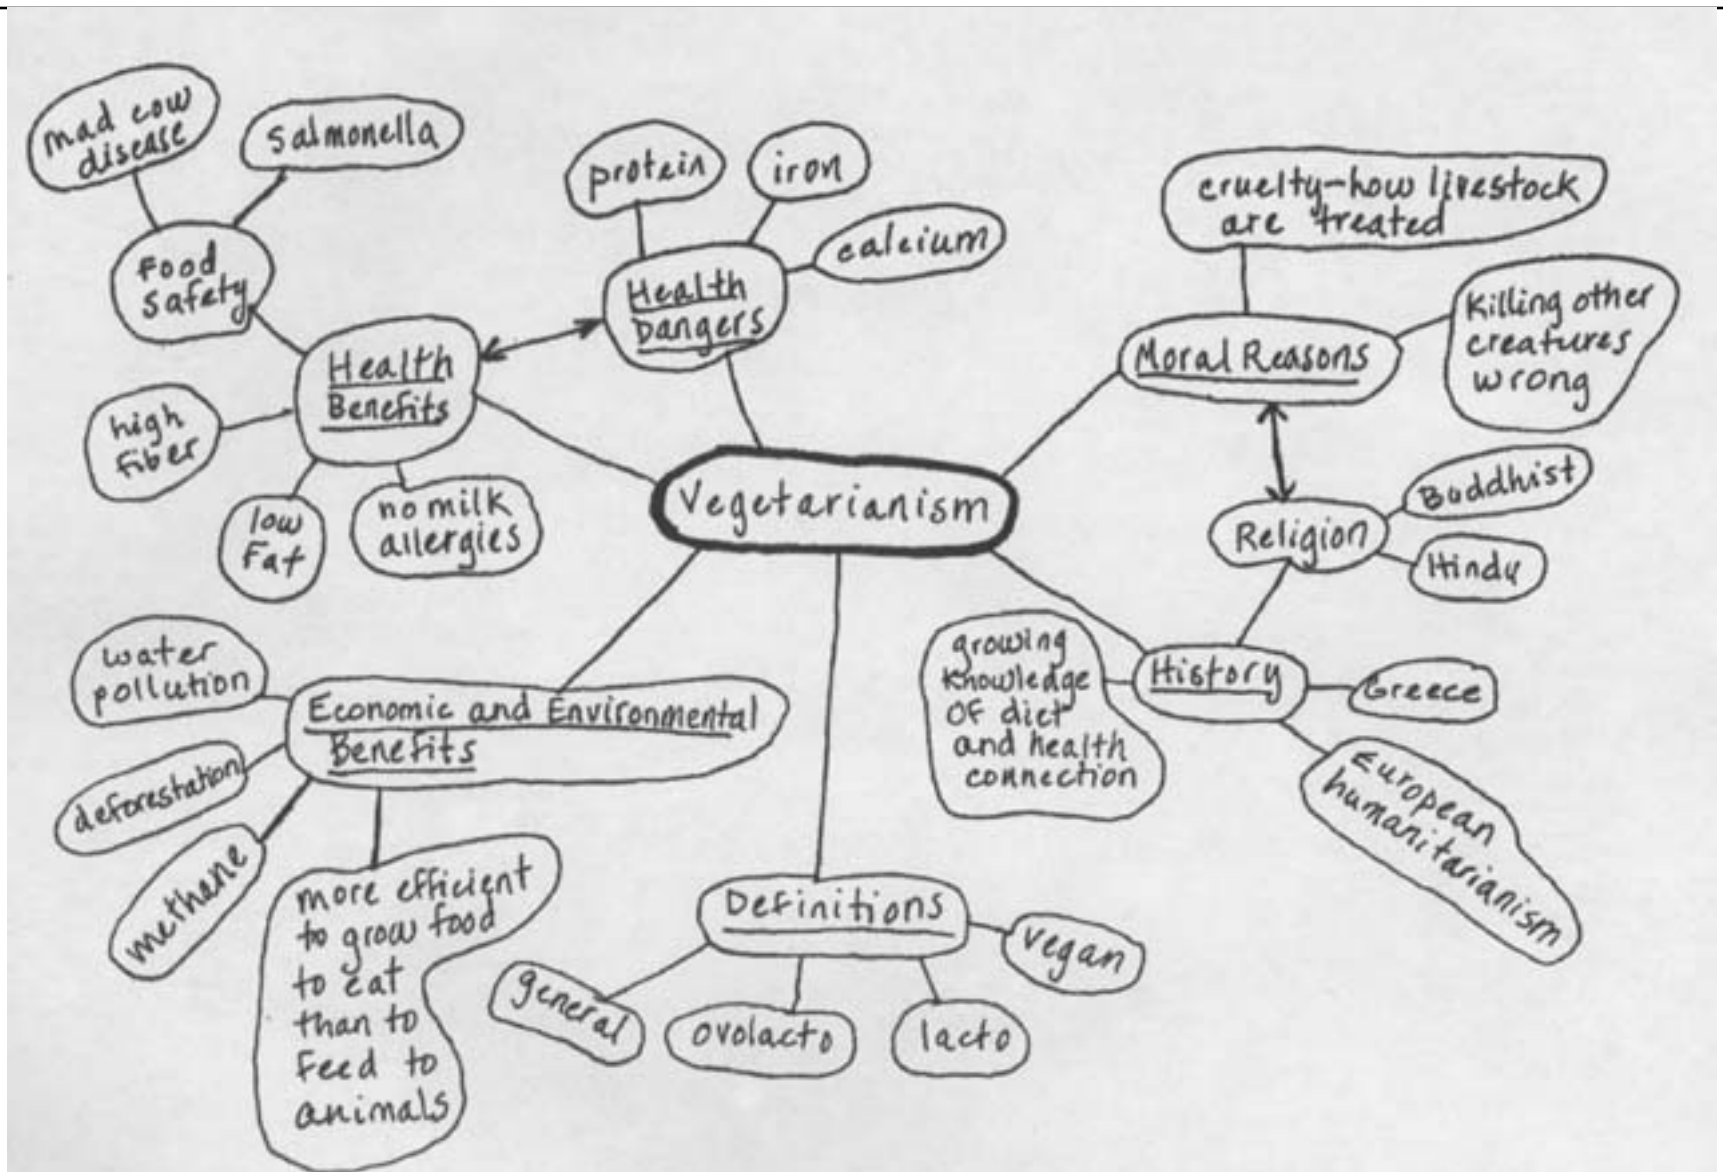 mad cow
disease
Salmonella
Food
Safety
Health
Benefits
high
fiber
low
Fat
no milk
allergies
protein
iron
calcium
Health
Dangers
cruelty-how livestock
are treated
Killing other
creatures
wrong
Moral Reasons
Vegetarianism
Religion
Buddhist
Hindu
History
growing
knowledge
OF diet
and health
connection
Greece
European
humanitarianism
water
pollution
Economic and Environmental
Benefits
deforestation
methane
more efficient
to grow food
to eat
than to
Feed to
animals
Definitions
general
ovolacto
lacto
vegan